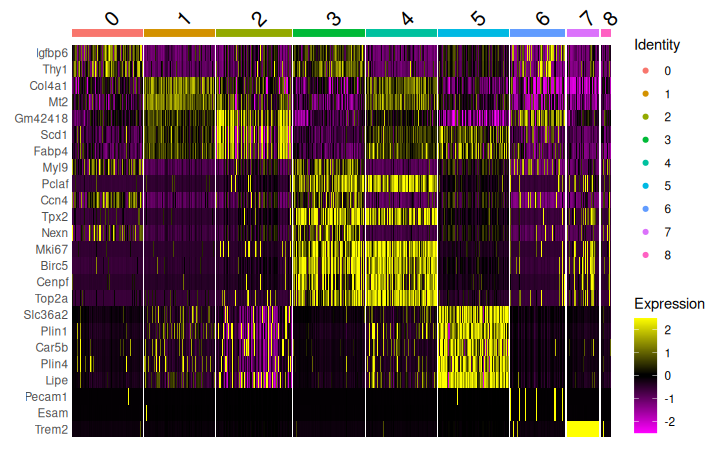 0 1 2 3 4 5 6 7 8
Igfbp6
Thy1
Col4a1
Mt2
Gm42418
Scd1
Fabp4
Myl9
Pclaf
Ccn4
Tpx2
Nexn
Mki67
Birc5
Cenpf
Top2a
Slc36a2
Plin1
Car5b
Plin4
Lipe
Pecam1
Esam
Trem2
Identity
0
1
2
3
4
5
6
7
8
Expression
2
1
0
-1
-2